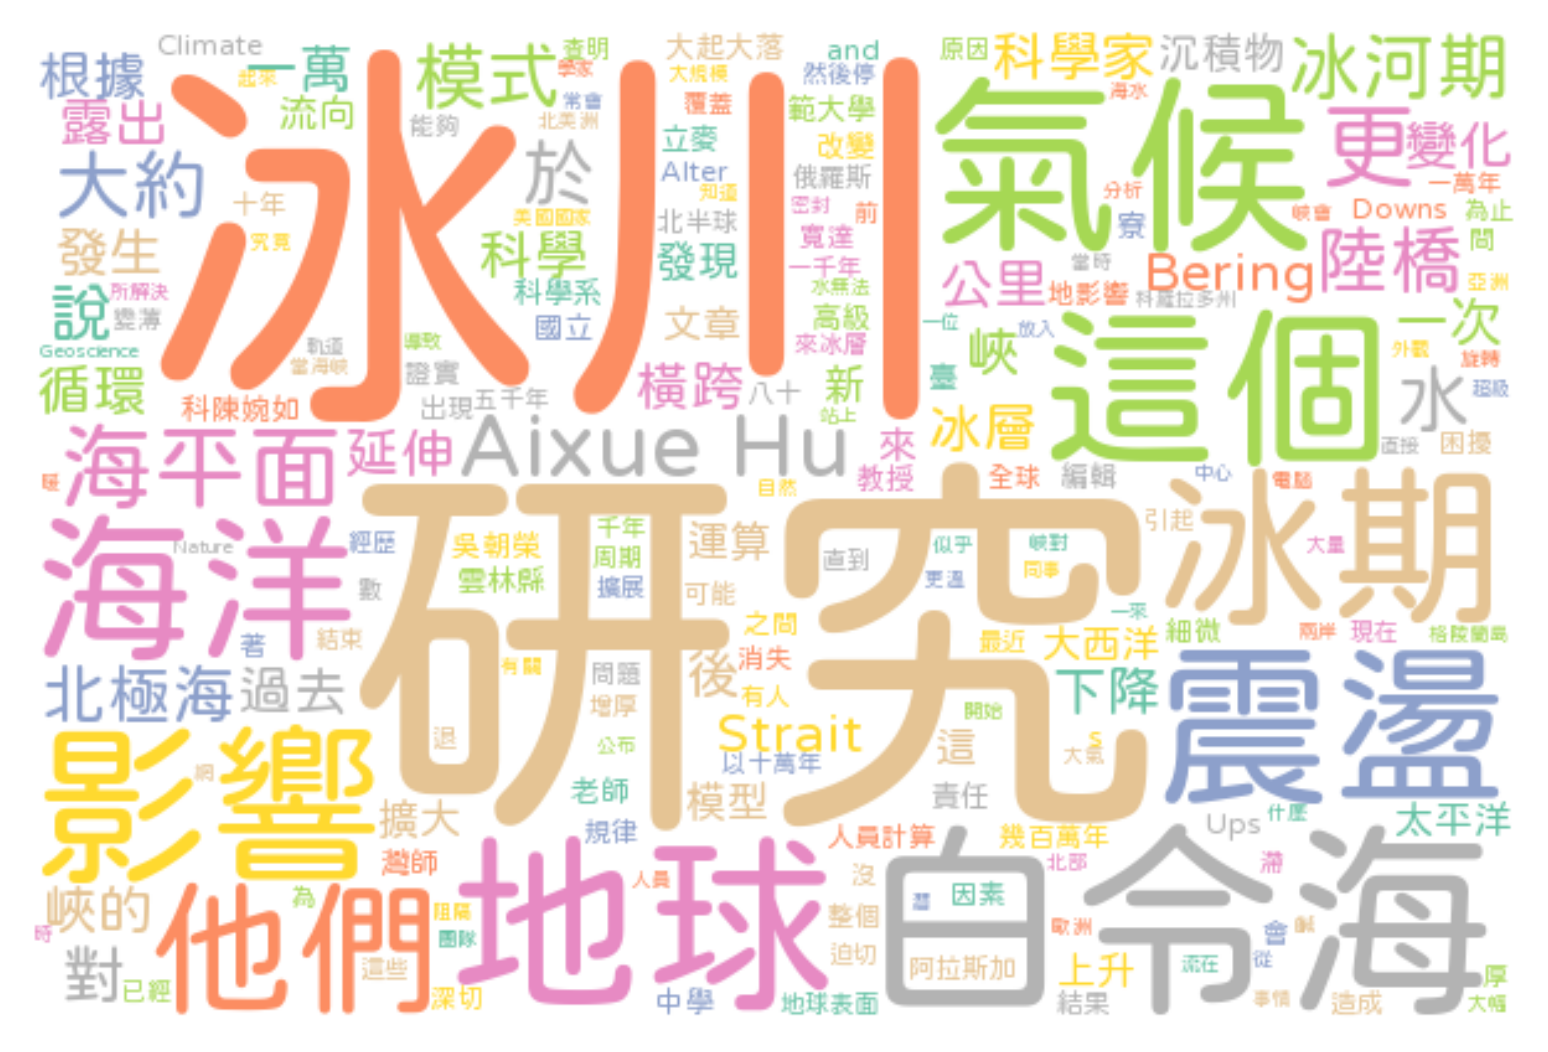 根據
Climate
一萬
起來
模式
查明
學家
大起大落
大規模
and
然後停
原因
科學家
海水
沉積物
冰河期
露出
流向
能夠
常會
北美洲
覆蓋
立麥
範大學
改變
冰川
氣候
更
變化
一萬年
大約
十年
於
Alter
知道
俄羅斯
密封
前
分析
寮
峽會
Downs
為止
發生
究竟
美國國家
科學
北半球
發現
寬達
一千年
當時
陸橋
間
說
所解決
變薄
科學系
國立
文章
水無法
高級
公里
地影響
Bering
科羅拉多州
亞洲
Geoscience
軌道
當海峽
導致
證實
來冰層
一位
放入
峽
這個
一次
外觀
旋轉
循環
科陳婉如
出現
五千年
橫跨
八十
新
站上
臺
冰層
水
超級
海平面
延伸
Aixue Hu
來
教授
全球
編輯
中心
電腦
直接
困擾
暖
海洋
Nature
經歷
數
吳朝榮
雲林縣
千年
周期
擴展
運算
自然
可能
直到
似乎
更溫
峽對
同事
引起
冰期
大量
研究
著
結束
有關
問題
增厚
後
之間
消失
有人
最近
一來
大西洋
細微
兩岸
現在
格陵蘭島
北極海
過去
退
公布
Strait
以十萬年
開始
這
s
大氣
下降
震盪
影響
網
擴大
灣師
老師
規律
模型
人員計算
責任
幾百萬年
北部
Ups
什麼
太平洋
峽的
時
他們
為
阻隔
團隊
地球
人員
沒
整個
迫切
因素
白令海
歐洲
滯
會
鹹
對
已經
這些
深切
中學
地球表面
阿拉斯加
上升
結果
流在
從
事情
造成
厚
大幅